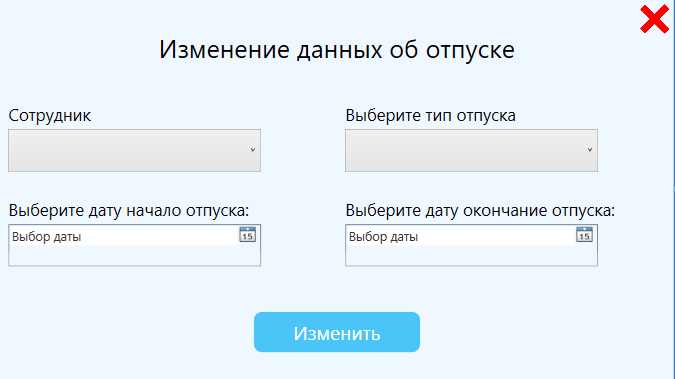 Изменение данных об отпуске
Сотрудник
Выберите тип отпуска
Выберите дату начало отпуска:
Выберите дату окончание отпуска:
Выбор даты
15
Выбор даты
15
Изменить